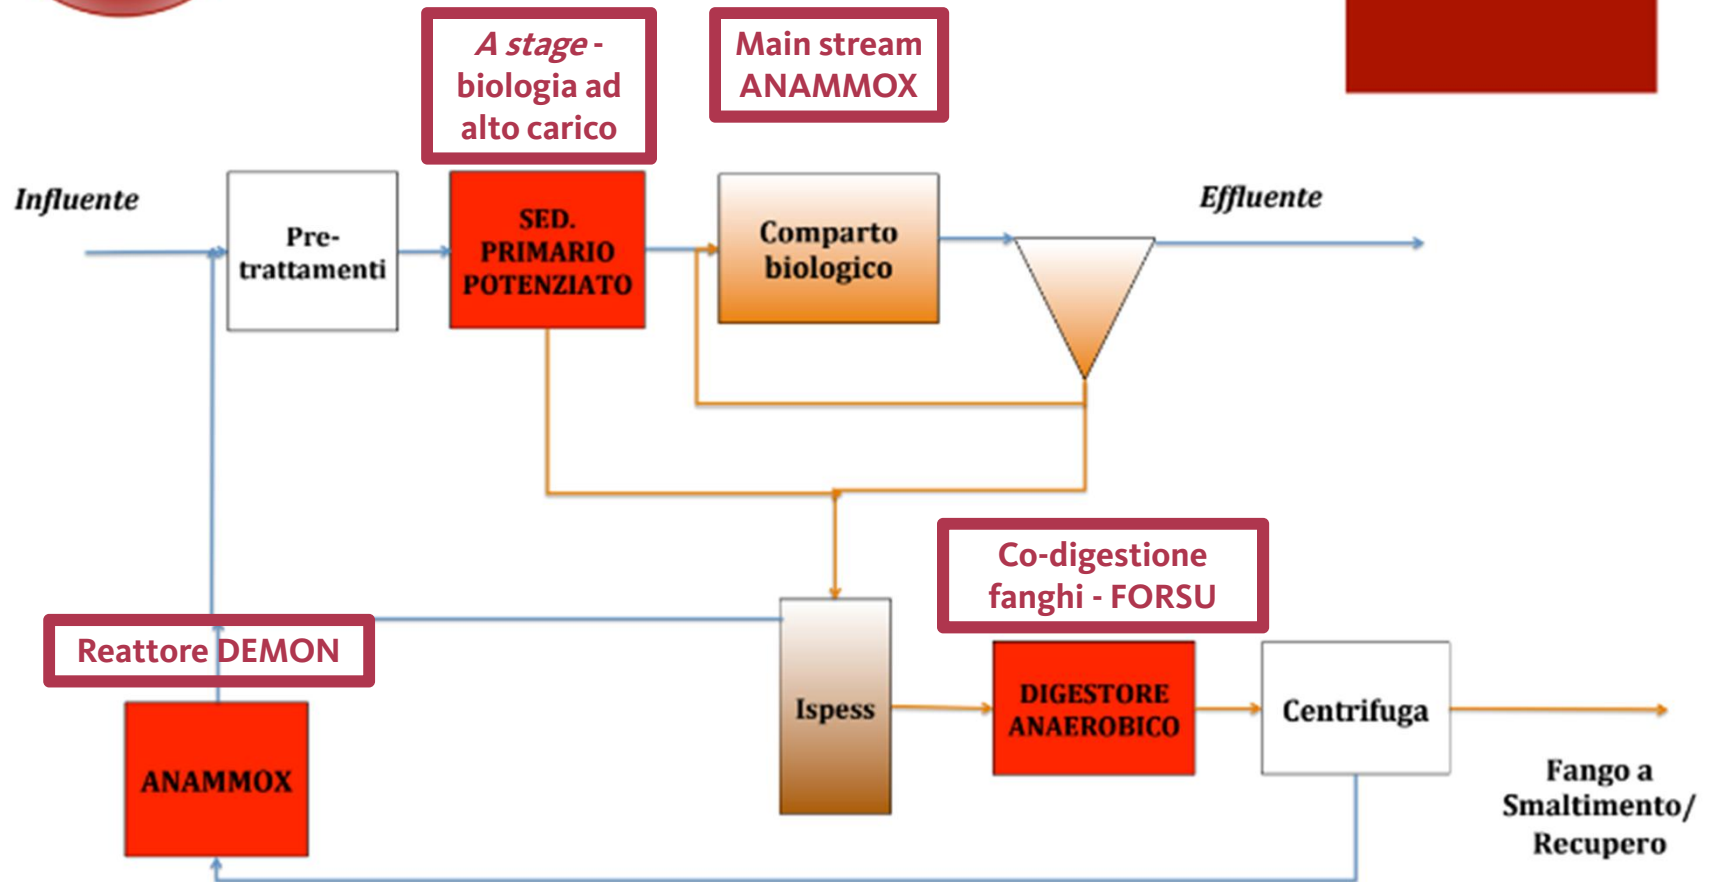 A stage -
biologia ad
alto carico
Main stream
ANAMMOX
Influente
Pre-
trattamenti
SED.
PRIMARIO
POTENZIATO
Comparto
biologico
Effluente
Co-digestione
fanghi - FORSU
Reattore DEMON
ANAMMOX
Ispess
DIGESTORE
ANAEROBICO
Centrifuga
Fango a
Smaltimento/
Recupero